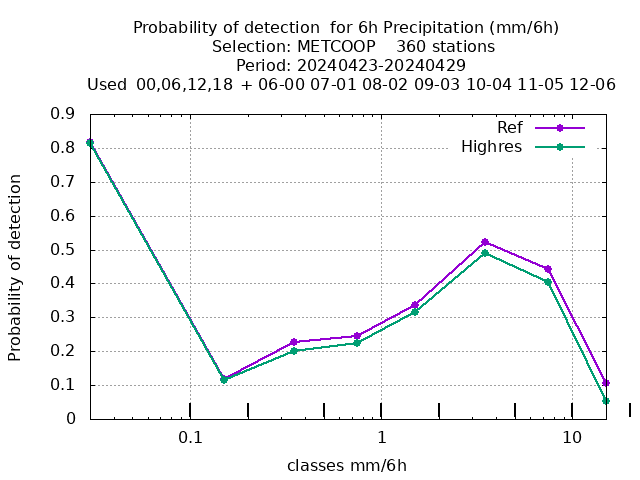 Probability of detection  for 6h Precipitation (mm/6h)
Selection: METCOOP    360 stations
Period: 20240423-20240429
Used  00,06,12,18  + 06-00 07-01 08-02 09-03 10-04 11-05 12-06
Ref
Highres
Probability of detection
0.9
0.8
0.7
0.6
0.5
0.4
0.3
0.2
0.1
0
0.1 1 10
classes mm/6h